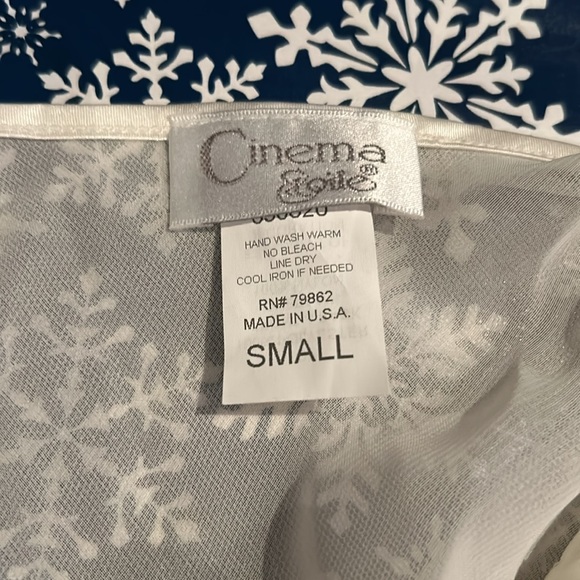 Cinema
Etoile®
HAND WASH WARM
NO BLEACH
LINE DRY
COOL IRON IF NEEDED
RN# 79862
MADE IN U.S.A.
SMALL